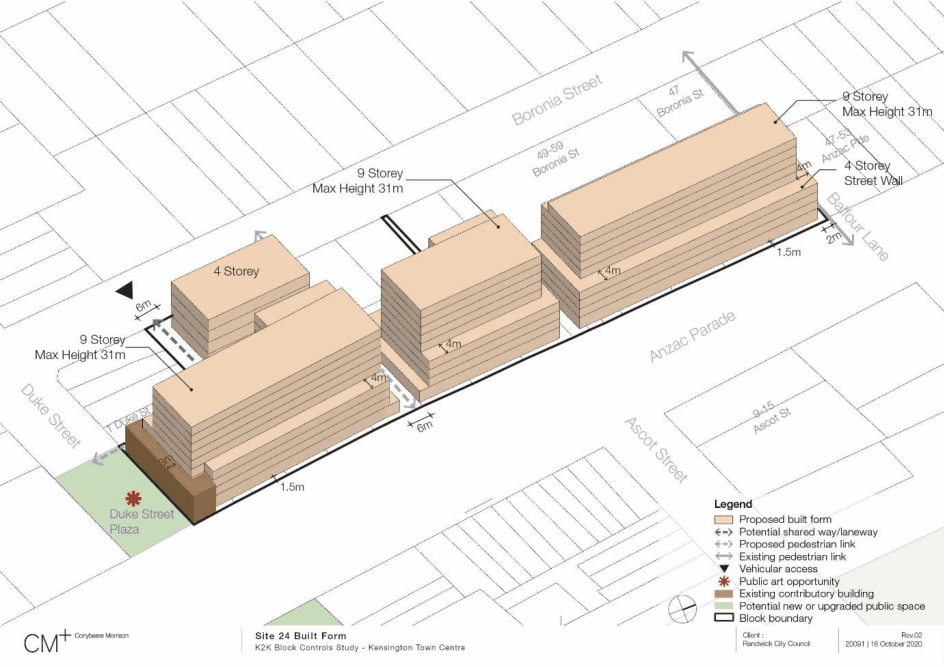 Boronia Street
47
Boronia St
9 Storey
Max Height 31m
47-53
Anzac Pde
49-59
Boronia St
4m
4 Storey
Street Wall
9 Storey
Max Height 31m
Balfour Lane
2m
1.5m
4 Storey
4m
6m
Anzac Parade
9 Storey
Max Height 31m
4m
4m
6m
Duke Street
1 Duke St
9-15
Ascot St
Ascot Street
1.5m
Duke Street
Plaza
Legend
Proposed built form
Potential shared way/laneway
Proposed pedestrian link
Existing pedestrian link
Vehicular access
Public art opportunity
Existing contributory building
Potential new or upgraded public space
Block boundary
CM+ Conybeare Morrison
Site 24 Built Form
K2K Block Controls Study - Kensington Town Centre
Client :
Randwick City Council
Rev.02
20091 | 16 October 2020